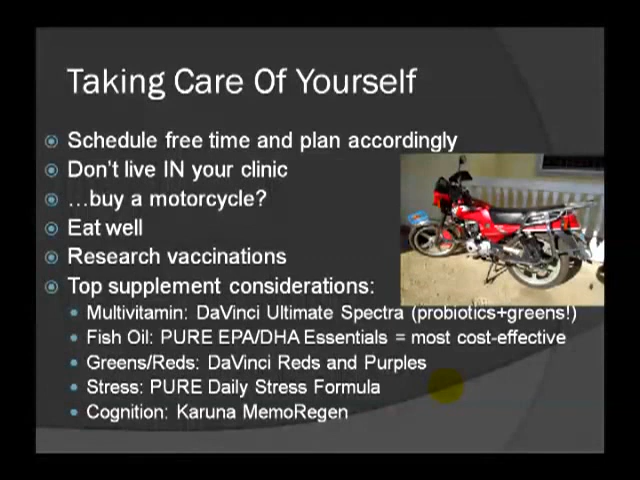 Taking Care Of Yourself
Schedule free time and plan accordingly
Don't live IN your clinic
…buy a motorcycle?
Eat well
Research vaccinations
Top supplement considerations:
Multivitamin: DaVinci Ultimate Spectra (probiotics+greens!)
Fish Oil: PURE EPA/DHA Essentials = most cost-effective
Greens/Reds: DaVinci Reds and Purples
Stress: PURE Daily Stress Formula
Cognition: Karuna MemoRegen